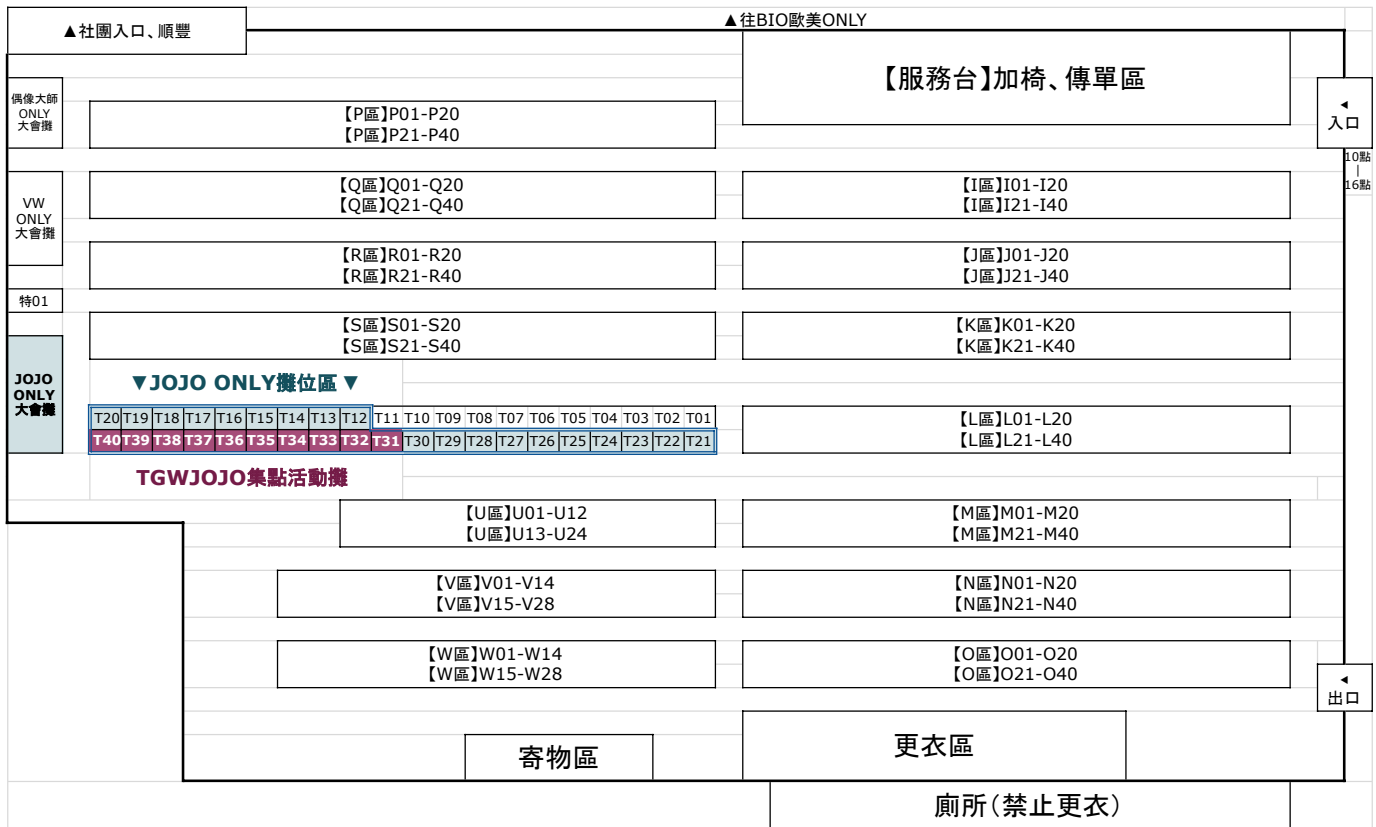 ▲社團入口、順豐
▲往BIO歐美ONLY
【服務台】加椅、傳單區
◂
入口
10點
|
16點
偶像大師
ONLY
大會攤
【P區】P01-P20
【P區】P21-P40
VW
ONLY
大會攤
【Q區】Q01-Q20
【Q區】Q21-Q40
【I區】I01-I20
【I區】I21-I40
【R區】R01-R20
【R區】R21-R40
【J區】J01-J20
【J區】J21-J40
特01
【S區】S01-S20
【S區】S21-S40
【K區】K01-K20
【K區】K21-K40
JOJO
ONLY
大會攤
▼JOJO ONLY攤位區▼
T20 T19 T18 T17 T16 T15 T14 T13 T12 T11 T10 T09 T08 T07 T06 T05 T04 T03 T02 T01
T40 T39 T38 T37 T36 T35 T34 T33 T32 T31 T30 T29 T28 T27 T26 T25 T24 T23 T22 T21
【L區】L01-L20
【L區】L21-L40
TGWJOJO集點活動攤
【U區】U01-U12
【U區】U13-U24
【M區】M01-M20
【M區】M21-M40
【V區】V01-V14
【V區】V15-V28
【N區】N01-N20
【N區】N21-N40
【W區】W01-W14
【W區】W15-W28
【O區】O01-O20
【O區】O21-O40
◂
出口
寄物區
更衣區
廁所(禁止更衣)